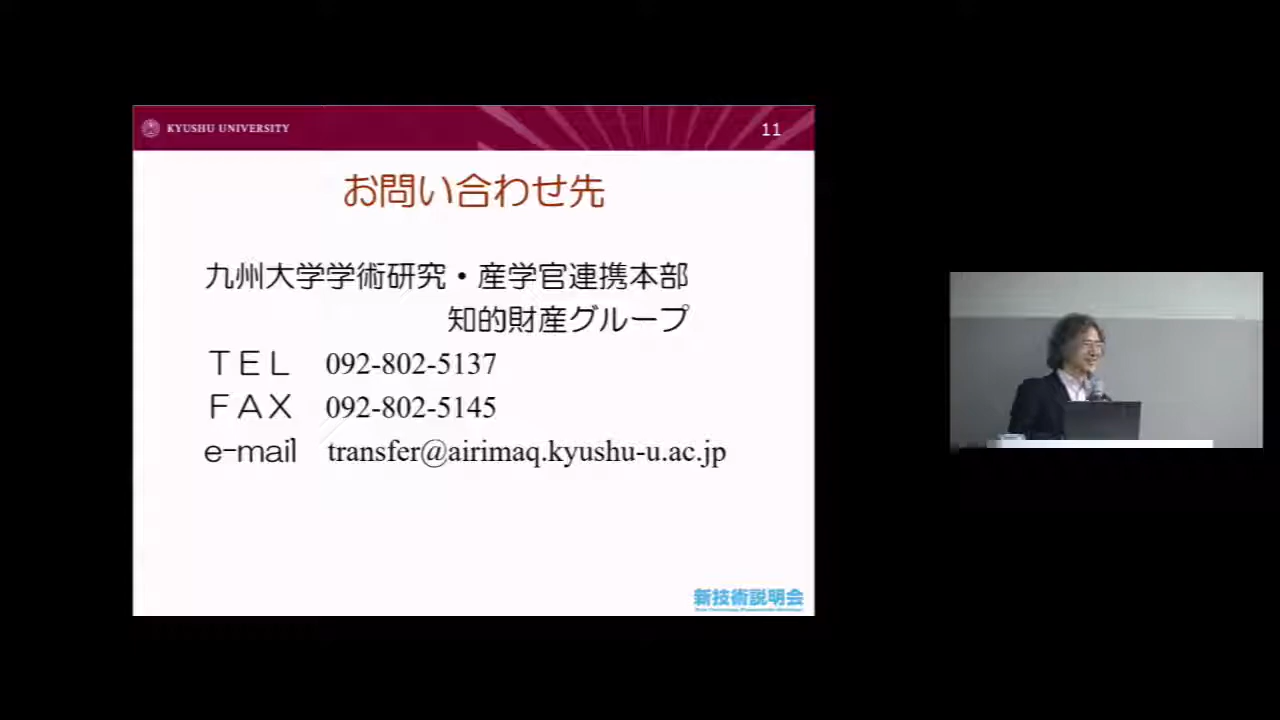 KYUSHU UNIVERSITY
11
お問い合わせ先
九州大学学術研究・産学官連携本部
知的財産グループ
ＴＥＬ　092-802-5137
ＦＡＸ　092-802-5145
e-mail　transfer@airimaq.kyushu-u.ac.jp
新技術説明会